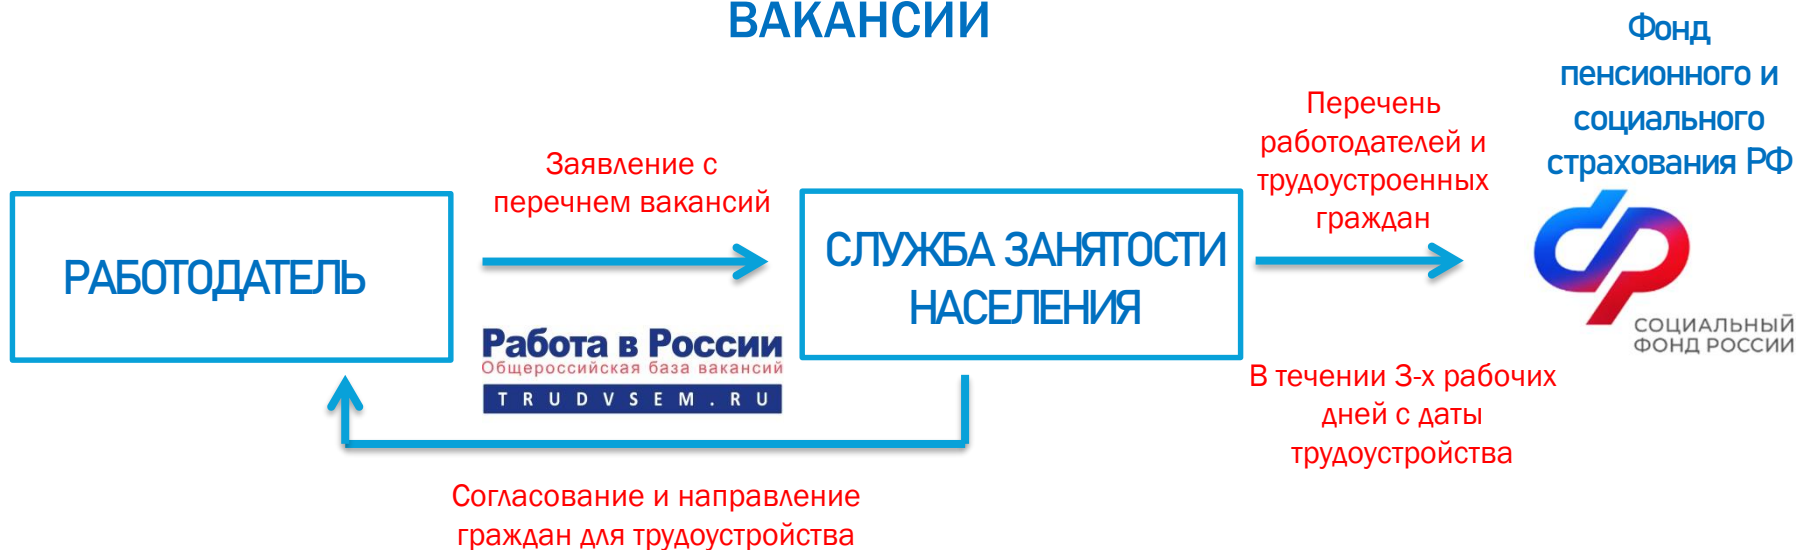 ВАКАНСИИ
Фонд
пенсионного и
социального
страхования РФ
Перечень
работодателей и
трудоустроенных
граждан
Заявление с
перечнем вакансий
РАБОТОДАТЕЛЬ
СЛУЖБА ЗАНЯТОСТИ
НАСЕЛЕНИЯ
СОЦИАЛЬНЫЙ
ФОНД РОССИИ
Работа в России
Общероссийская база вакансий
TRUDVSEM.RU
В течении 3-х рабочих
дней с даты
трудоустройства
Согласование и направление
граждан для трудоустройства